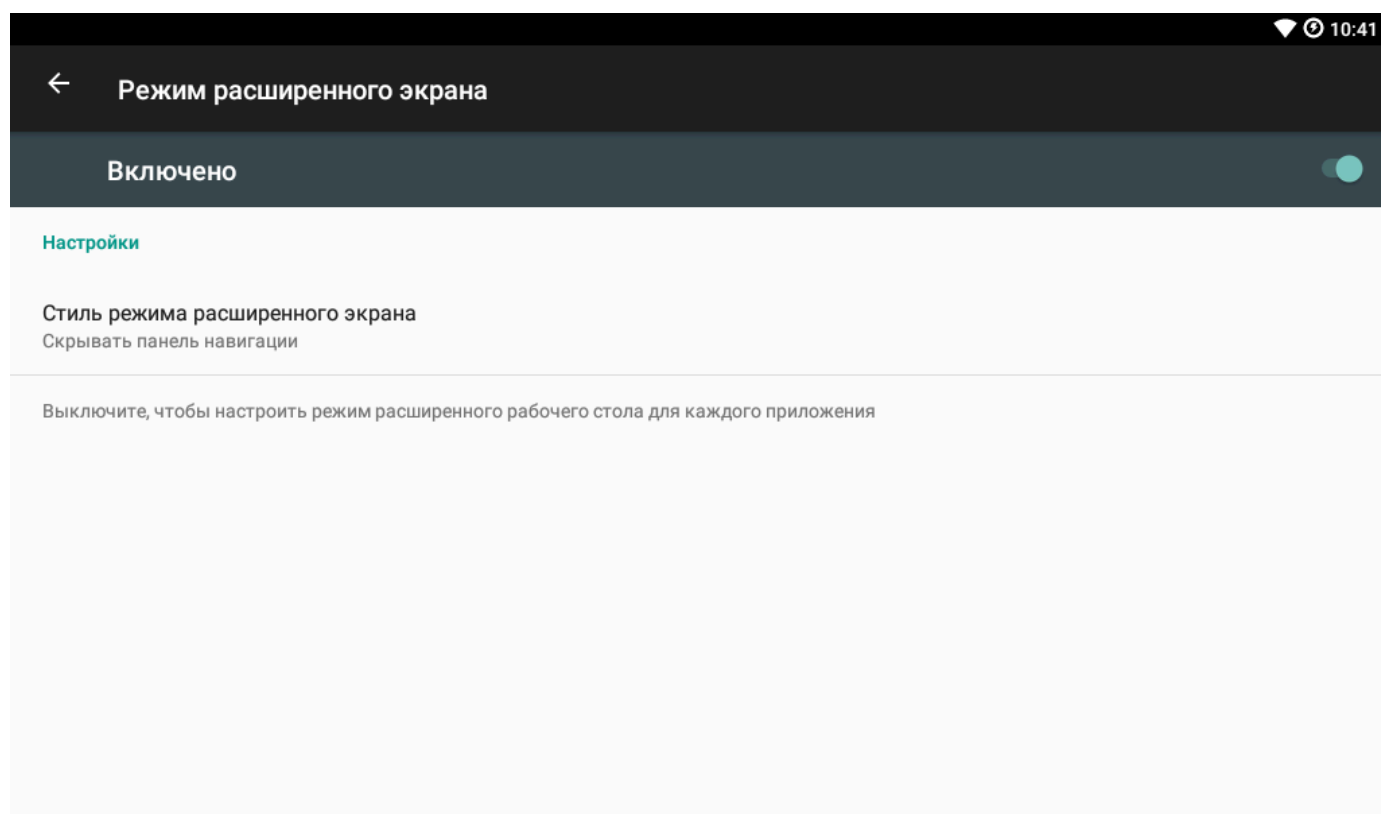 10:41
Режим расширенного экрана
Включено
Настройки
Стиль режима расширенного экрана
Скрывать панель навигации
Выключите, чтобы настроить режим расширенного рабочего стола для каждого приложения